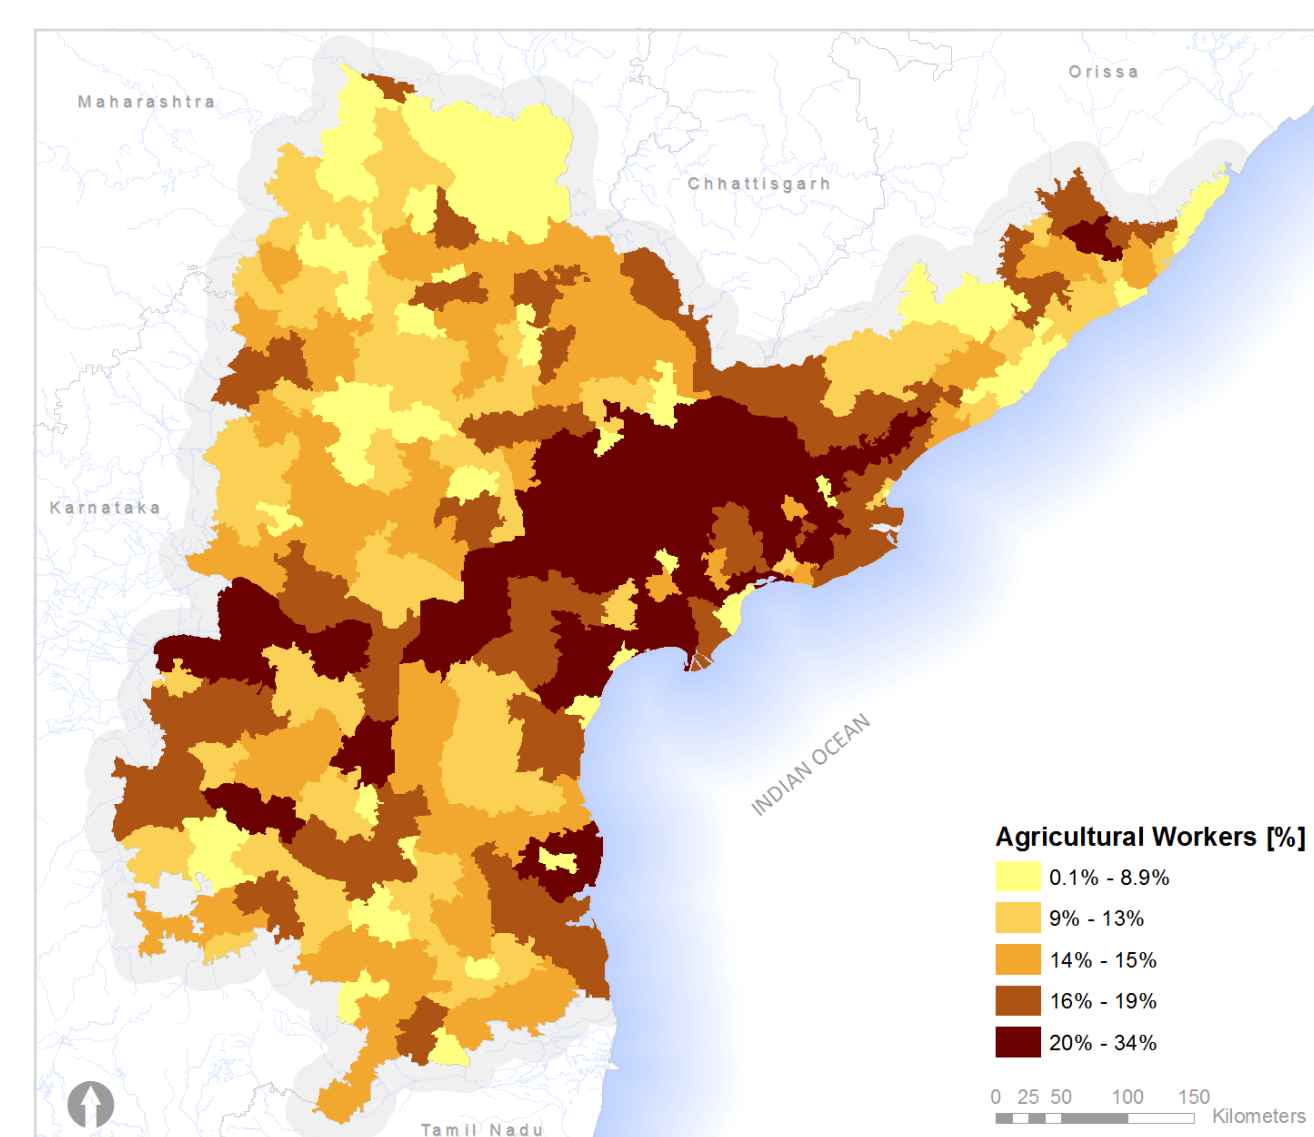 Orissa
Maharashtra
Chhattisgarh
Karnataka
INDIAN OCEAN
Agricultural Workers [%]
0.1% - 8.9%
9% - 13%
14% - 15%
16% - 19%
20% - 34%
0 25 50 100 150
Kilometers
Tamil Nadu